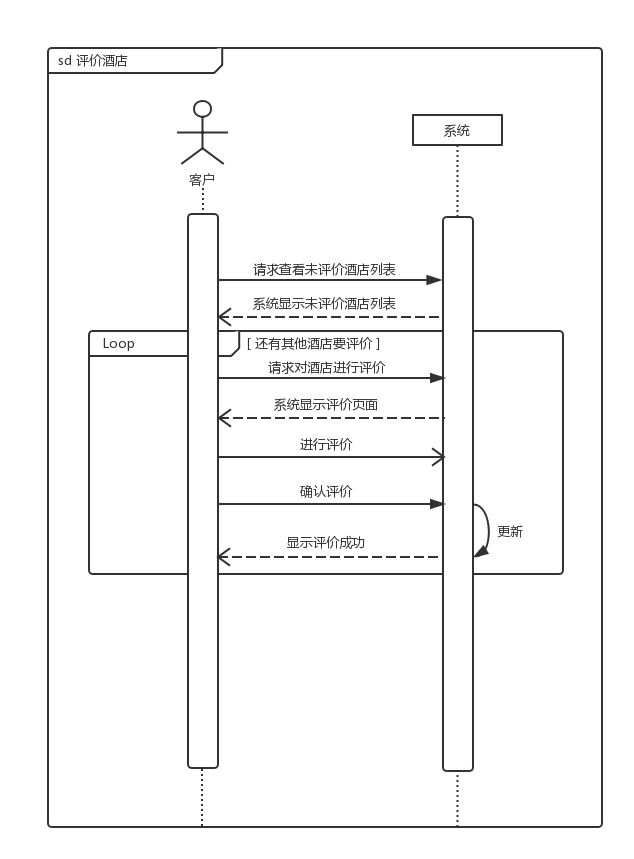 sd 评价酒店
系统
客户
请求查看未评价酒店列表
系统显示未评价酒店列表
Loop
[ 还有其他酒店要评价 ]
请求对酒店进行评价
系统显示评价页面
进行评价
确认评价
更新
显示评价成功